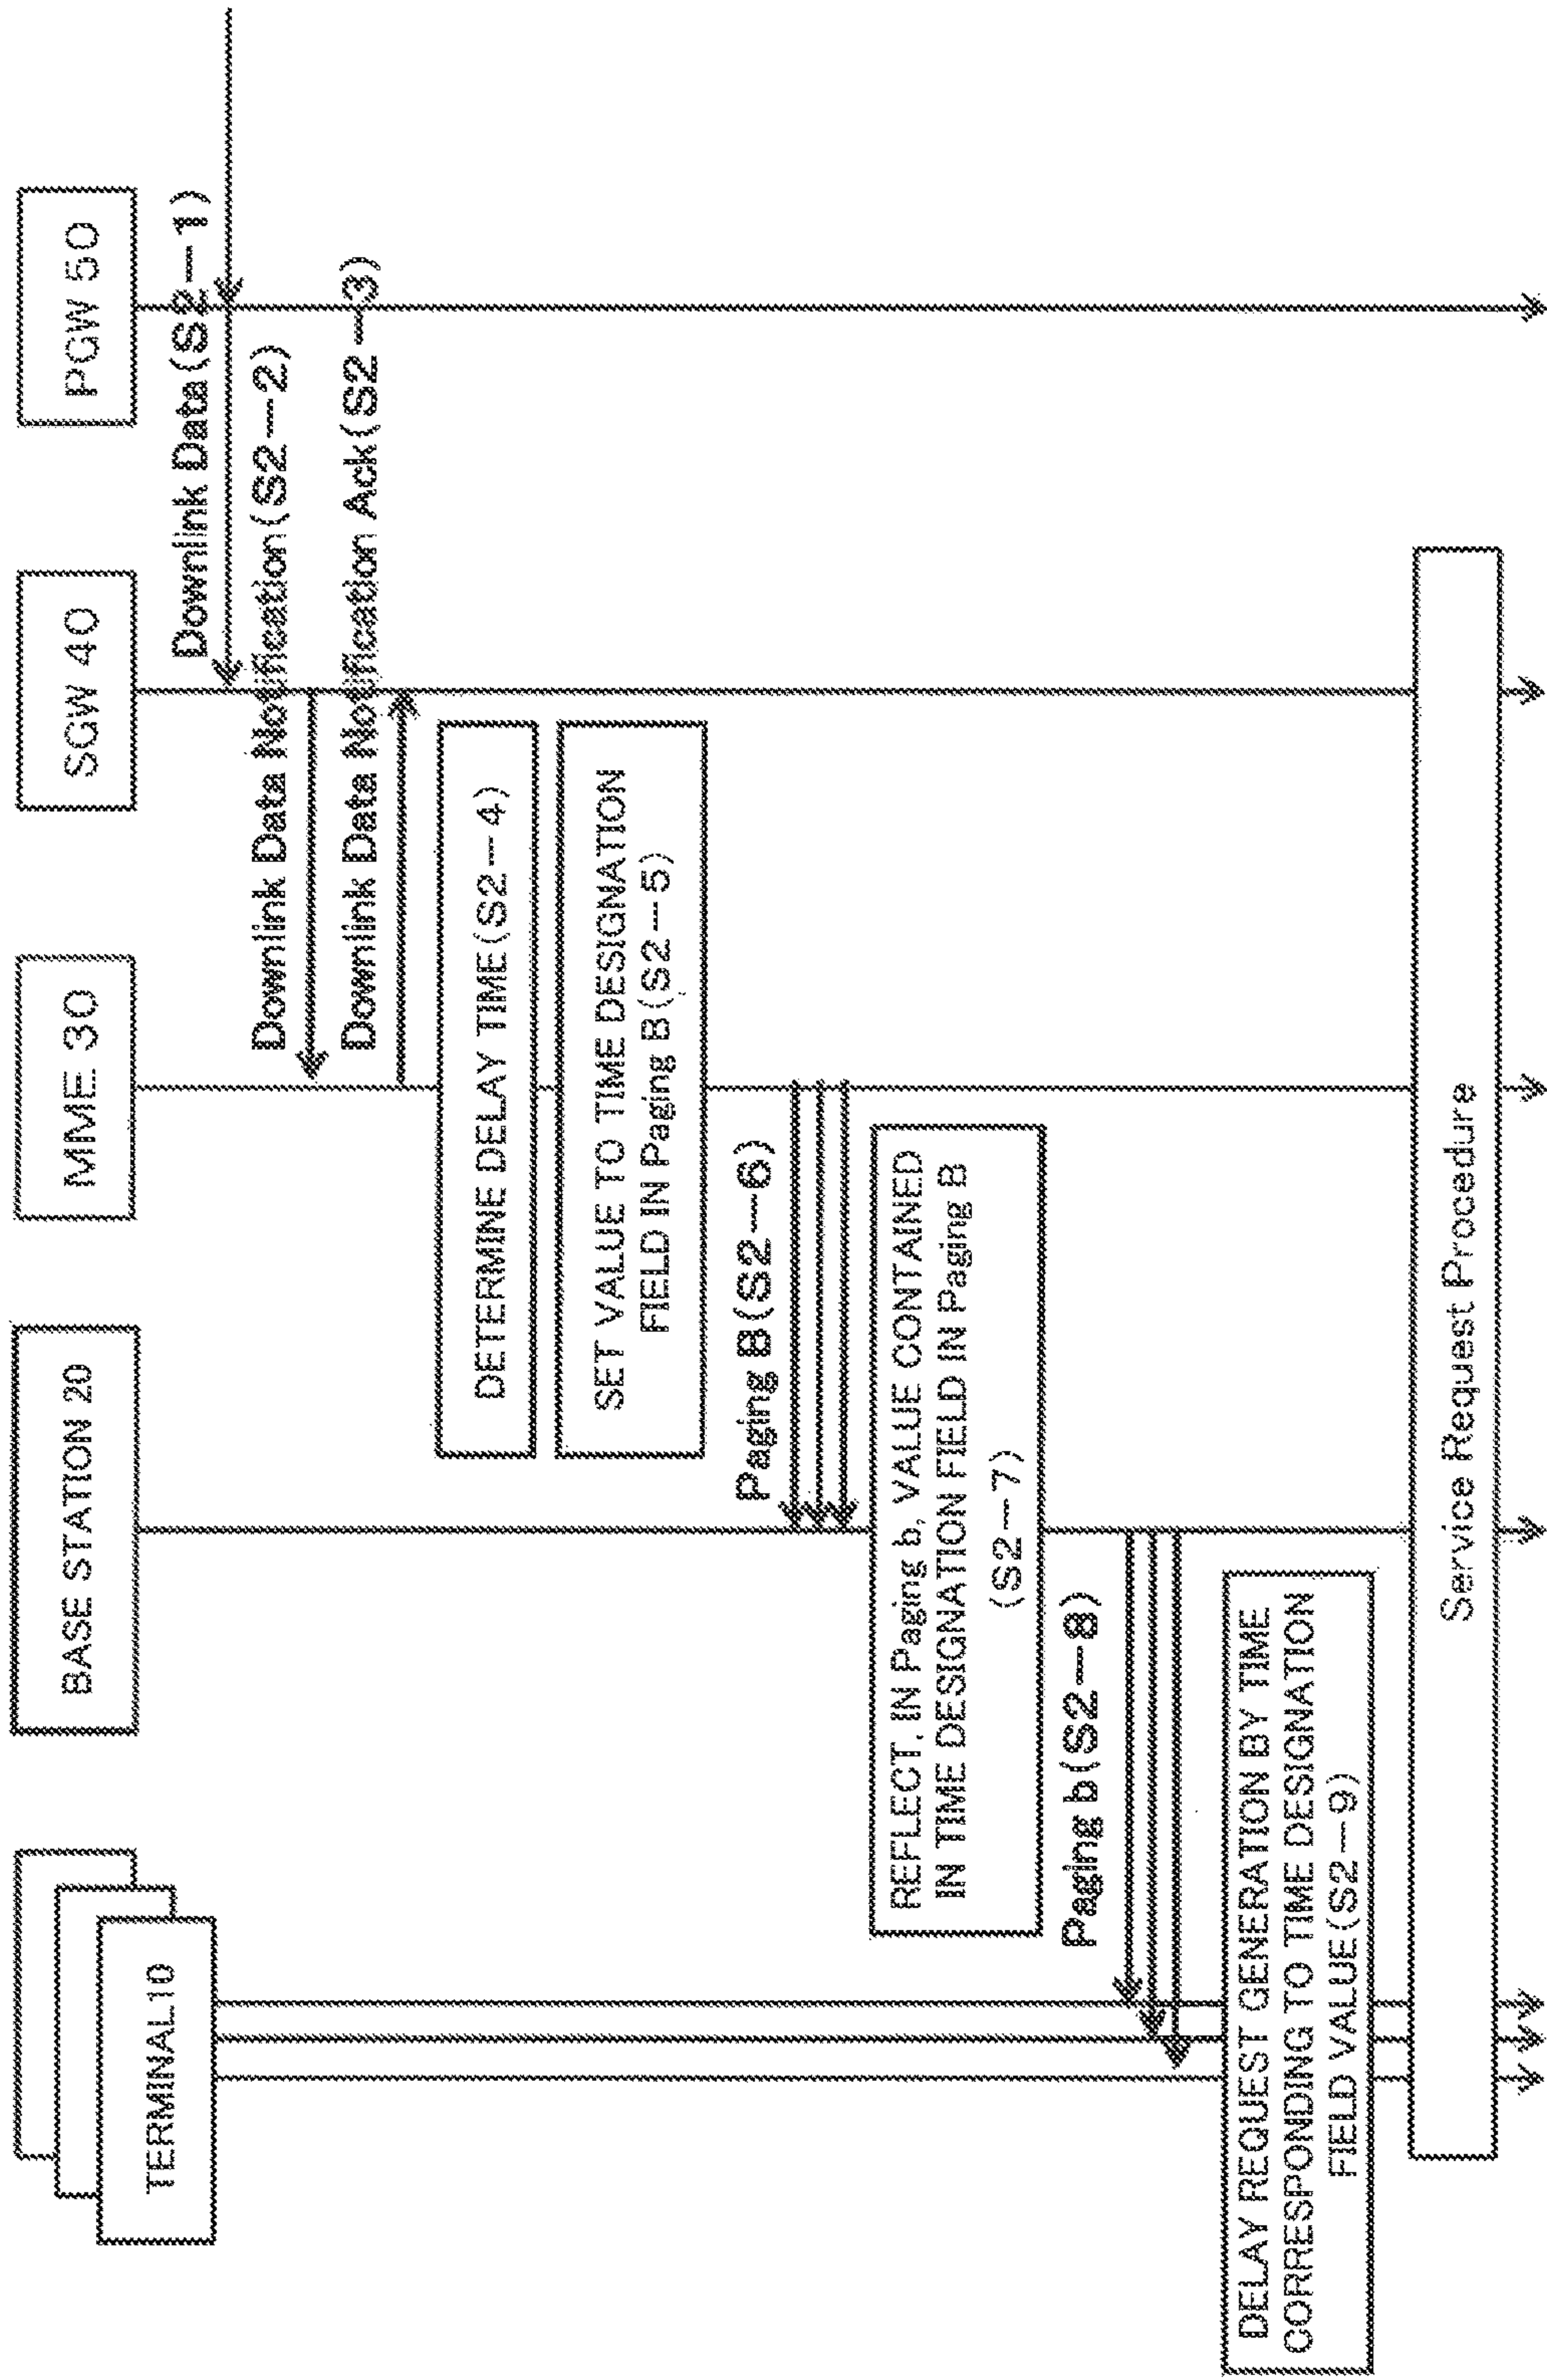 TERMINAL10
BASE STATION 20
MME 30
SGW 40
PGW 50
Downlink Data(S2-1)
Downlink Data Notification(S2-2)
Downlink Data Notification Ack(S2-3)
DETERMINE DELAY TIME(S2-4)
SET VALUE TO TIME DESIGNATION
FIELD IN Paging B(S2-5)
Paging B(S2-6)
REFLECT, IN Paging b, VALUE CONTAINED
IN TIME DESIGNATION FIELD IN Paging B
(S2-7)
Paging b(S2-8)
DELAY REQUEST GENERATION BY TIME
CORRESPONDING TO TIME DESIGNATION
FIELD VALUE(S2-9)
Service Request Procedure